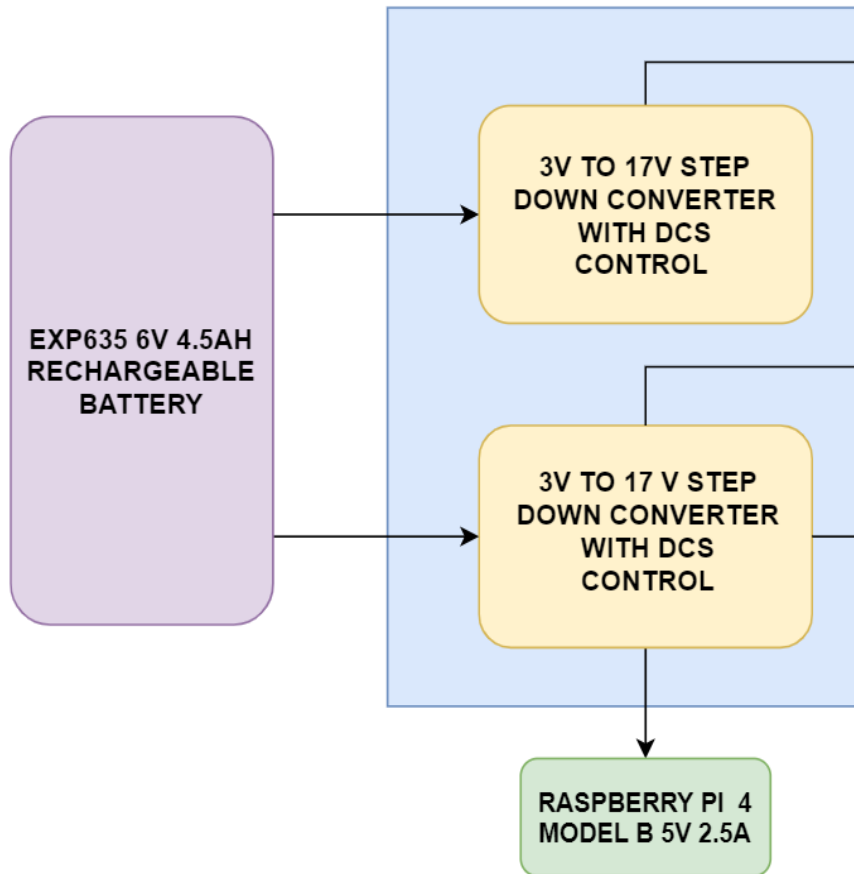 3V TO 17V STEP
DOWN CONVERTER
WITH DCS
CONTROL
EXP635 6V 4.5AH
RECHARGEABLE
BATTERY
3V TO 17 V STEP
DOWN CONVERTER
WITH DCS
CONTROL
RASPBERRY PI 4
MODEL B 5V 2.5A